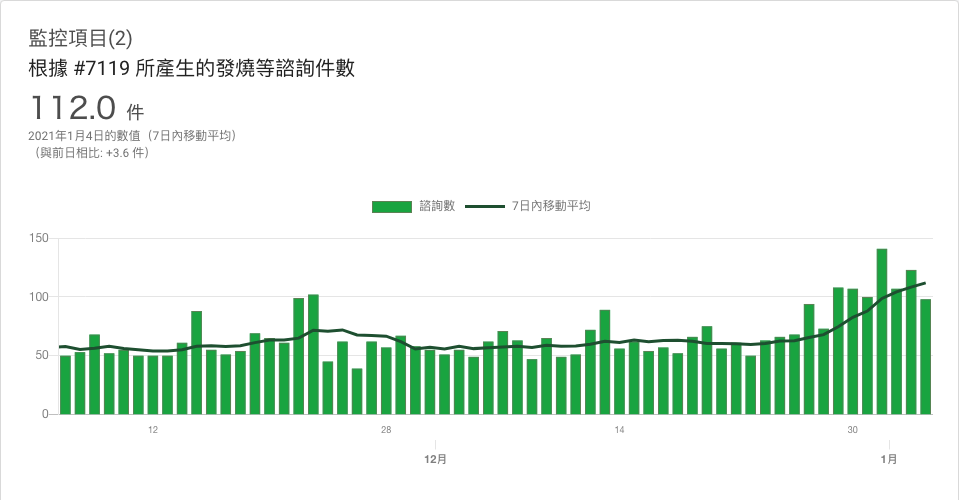 監控項目(2)
根據 #7119 所產生的發燒等諮詢件數
112.0 件
2021年1月4日的數值（7日內移動平均）
（與前日相比: +3.6 件）
諮詢數 7日內移動平均
150
100
50
0
12 28 14 30
12月 1月